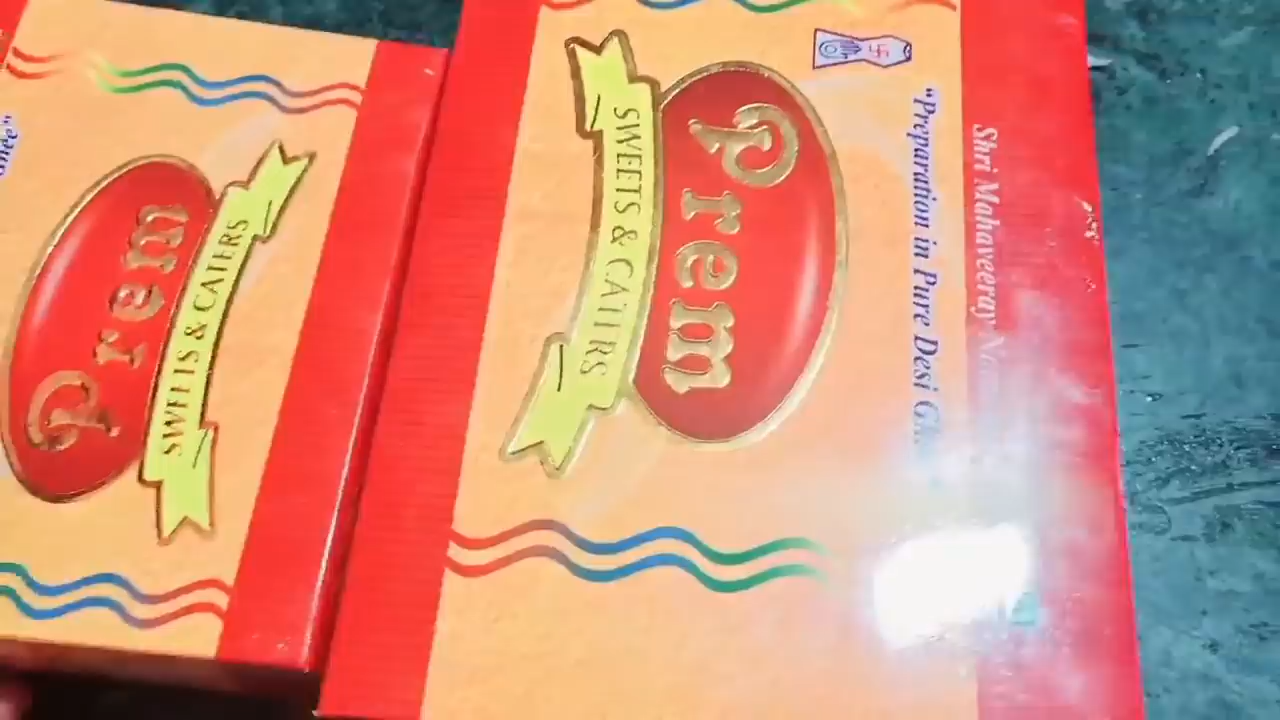 Shri Mahaveeray
"Preparation in Pure Desi
Prem
SWEETS & CATERS
Prem
SWEETS & CATERS